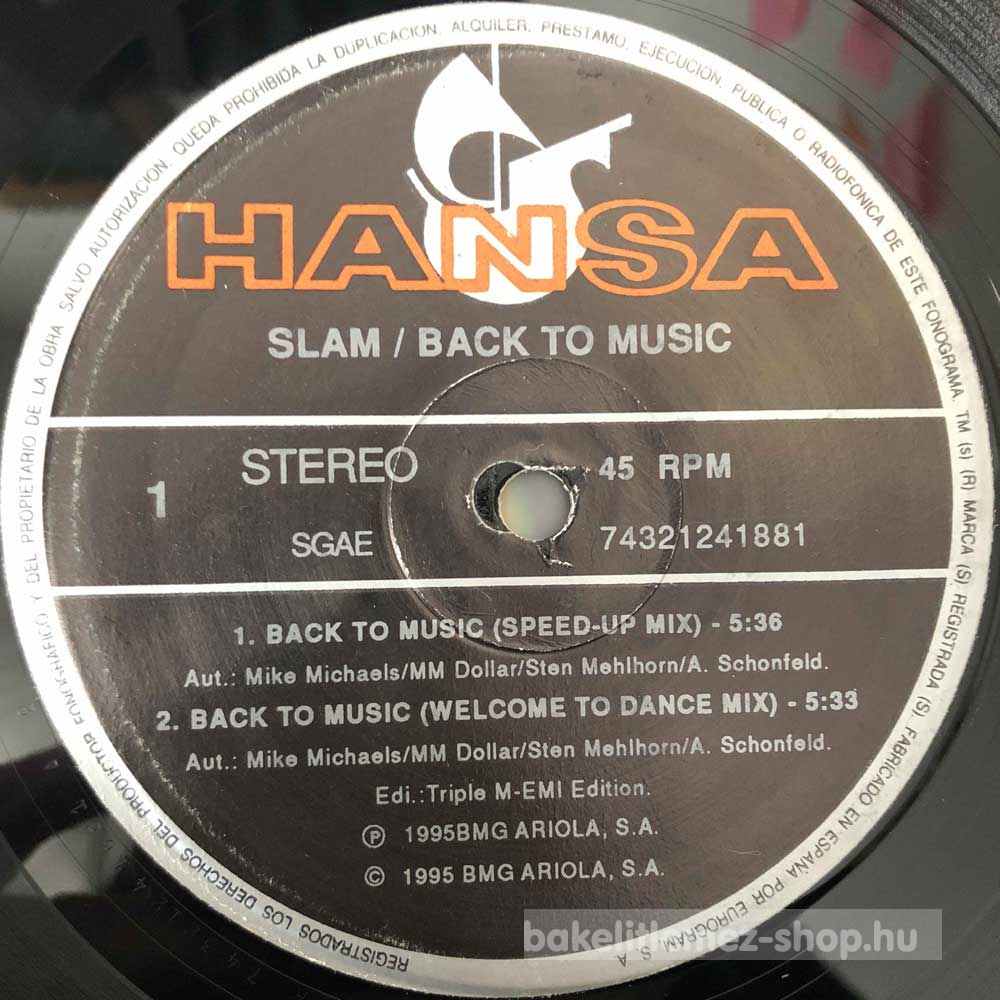 HANSA
SLAM / BACK TO MUSIC
STEREO 45 RPM
1
SGAE 74321241881
1. BACK TO MUSIC (SPEED-UP MIX) - 5:36
Aut.: Mike Michaels/MM Dollar/Sten Mehlhorn/A. Schonfeld.
2. BACK TO MUSIC (WELCOME TO DANCE MIX) - 5:33
Aut.: Mike Michaels/MM Dollar/Sten Mehlhorn/A. Schonfeld.
Edi.:Triple M-EMI Edition.
Ⓟ 1995BMG ARIOLA, S.A.
© 1995 BMG ARIOLA, S.A.
REGISTRADOS LOS DERECHOS DEL PRODUCTOR FONOGRAFICO Y DEL PROPIETARIO DE LA OBRA. SALVO AUTORIZACION, QUEDA PROHIBIDA LA DUPLICACION, ALQUILER, PRESTAMO, EJECUCION, PUBLICA O RADIOFONICA DE ESTE FONOGRAMA. TM (s) (R) MARCA (S) REGISTRADA (S). FABRICADO EN ESPAÑA POR EUROGRAM, S.A
bakelitlemez-shop.hu